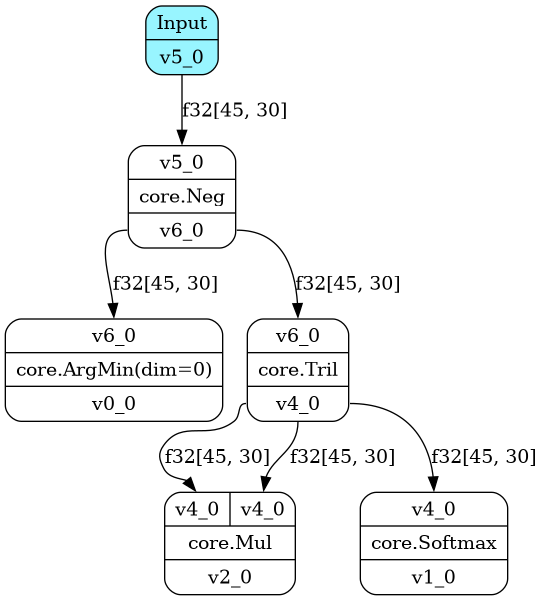 Input
v5_0
f32[45, 30]
v5_0
core.Neg
v6_0
f32[45, 30]
f32[45, 30]
v6_0
core.ArgMin(dim=0)
v0_0
v6_0
core.Tril
v4_0
f32[45, 30]
f32[45, 30]
f32[45, 30]
v4_0
v4_0
core.Mul
v2_0
v4_0
core.Softmax
v1_0